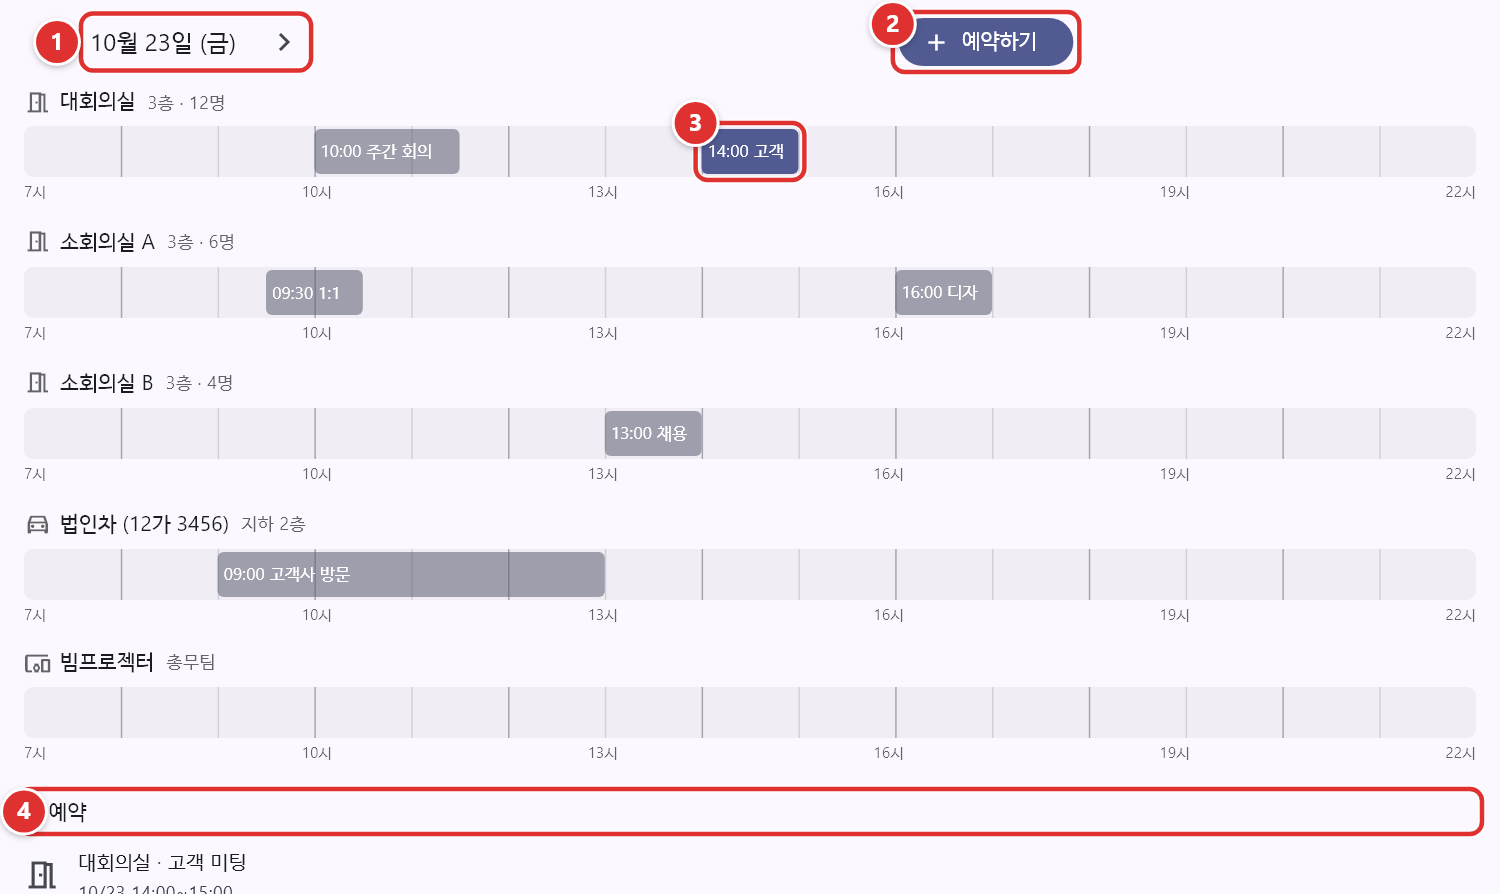 1 10월 23일 (금)
2 + 예약하기
대회의실 3층 · 12명
3
10:00 주간 회의 14:00 고객
7시 10시 13시 16시 19시 22시
소회의실 A 3층 · 6명
09:30 1:1 16:00 디자
7시 10시 13시 16시 19시 22시
소회의실 B 3층 · 4명
13:00 채용
7시 10시 13시 16시 19시 22시
법인차 (12가 3456) 지하 2층
09:00 고객사 방문
7시 10시 13시 16시 19시 22시
빔프로젝터 총무팀
7시 10시 13시 16시 19시 22시
4 예약
대회의실 · 고객 미팅
10/23 14:00~15:00